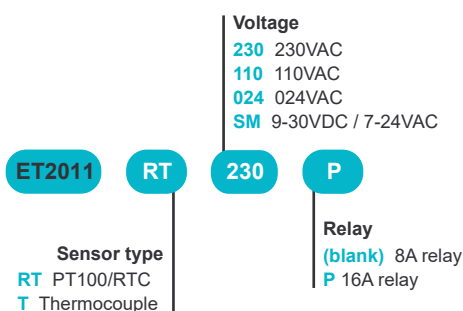 Voltage
230 230VAC
110 110VAC
024 024VAC
SM 9-30VDC / 7-24VAC
ET2011 RT 230 P
Relay
(blank) 8A relay
P 16A relay
Sensor type
RT PT100/RTC
T Thermocouple